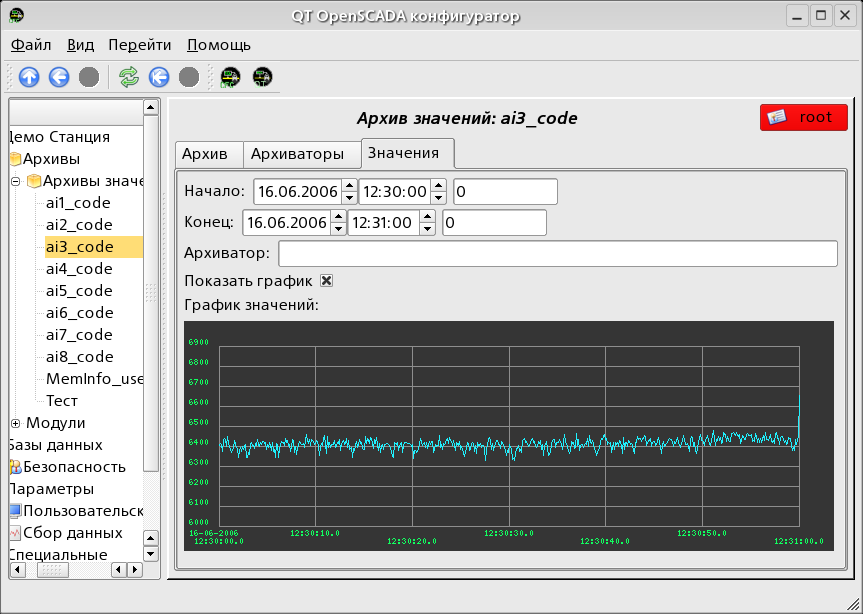 QT OpenSCADA конфигуратор
Файл Вид Перейти Помощь
Демо Станция
Архивы
Архивы значе
ai1_code
ai2_code
ai3_code
ai4_code
ai5_code
ai6_code
ai7_code
ai8_code
MemInfo_use
Тест
Модули
Базы данных
Безопасность
Параметры
Пользовательск
Сбор данных
Специальные
Архив значений: ai3_code
root
Архив Архиваторы Значения
Начало: 16.06.2006 12:30:00 0
Конец: 16.06.2006 12:31:00 0
Архиватор:
Показать график
График значений:
6900
6800
6700
6600
6500
6400
6300
6200
6100
6000
16-06-2006 12:30:10.0 12:30:30.0 12:30:50.0
12:30:00.0 12:30:20.0 12:30:40.0 12:31:00.0